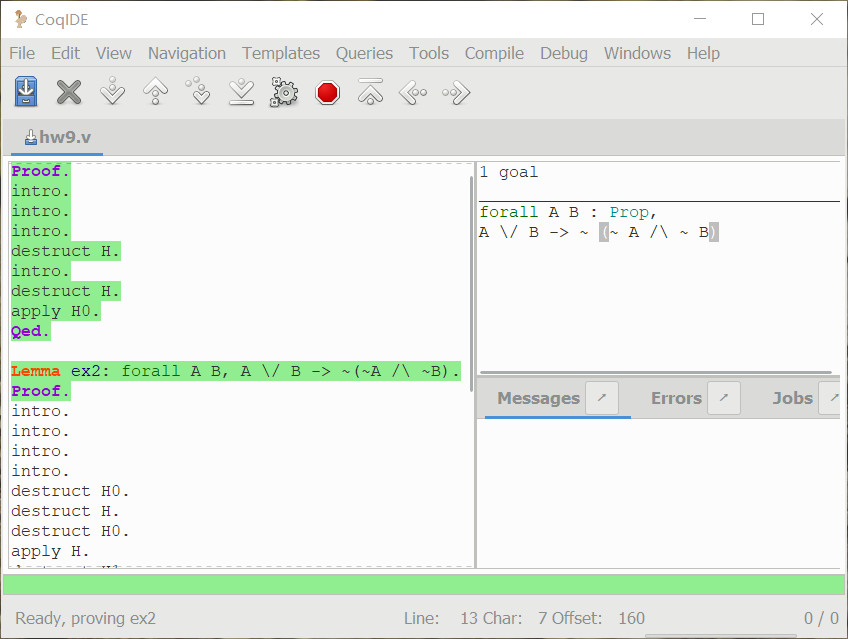 CoqIDE
File Edit View Navigation Templates Queries Tools Compile Debug Windows Help
hw9.v
Proof.
intro.
intro.
intro.
destruct H.
intro.
destruct H.
apply H0.
Qed.
Lemma ex2: forall A B, A \/ B -> ~(~A /\ ~B).
Proof.
intro.
intro.
intro.
intro.
destruct H0.
destruct H.
destruct H0.
apply H.
1 goal
forall A B : Prop,
A \/ B -> ~ (~ A /\ ~ B)
Messages Errors Jobs
Ready, proving ex2 Line: 13 Char: 7 Offset: 160 0 / 0